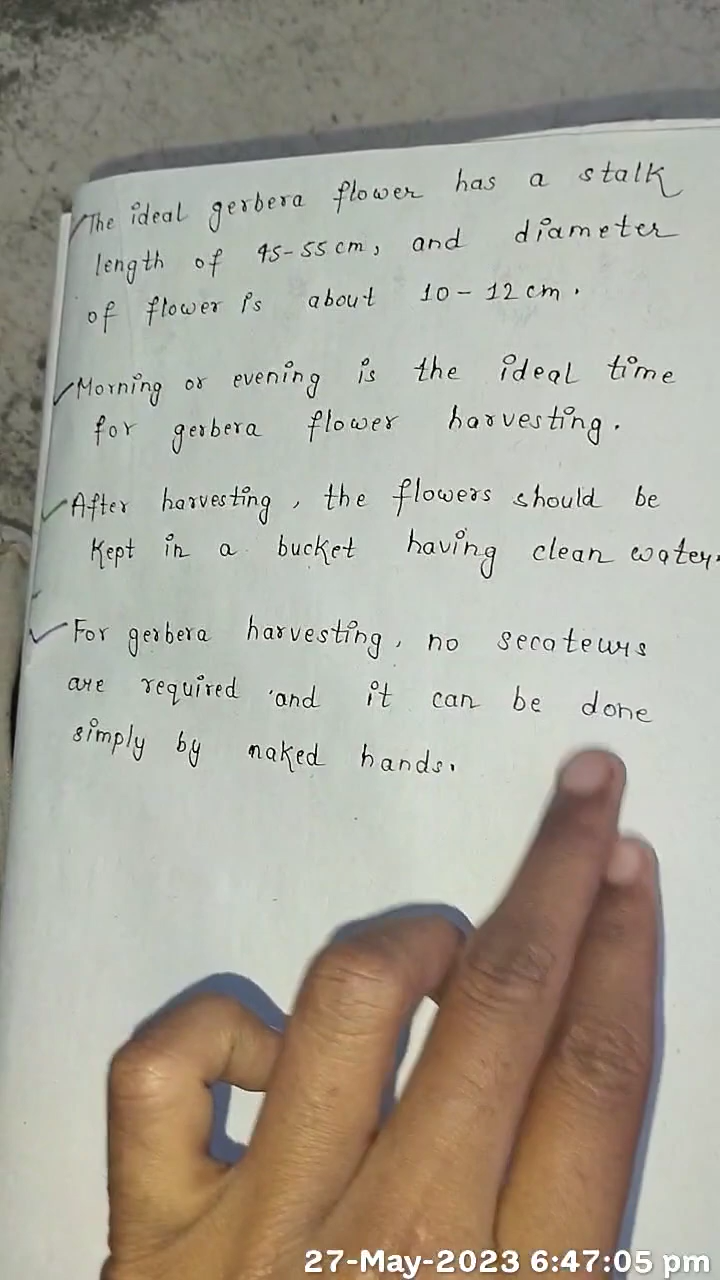 The ideal gerbera flower has a stalk
length of 45-55 cm, and diameter
of flower is about 10-12 cm.
Morning or evening is the ideal time
for gerbera flower harvesting.
After harvesting, the flowers should be
kept in a bucket having clean water.
For gerbera harvesting, no secateurs
are required and it can be done
simply by naked hands.
27-May-2023 6:47:05 pm